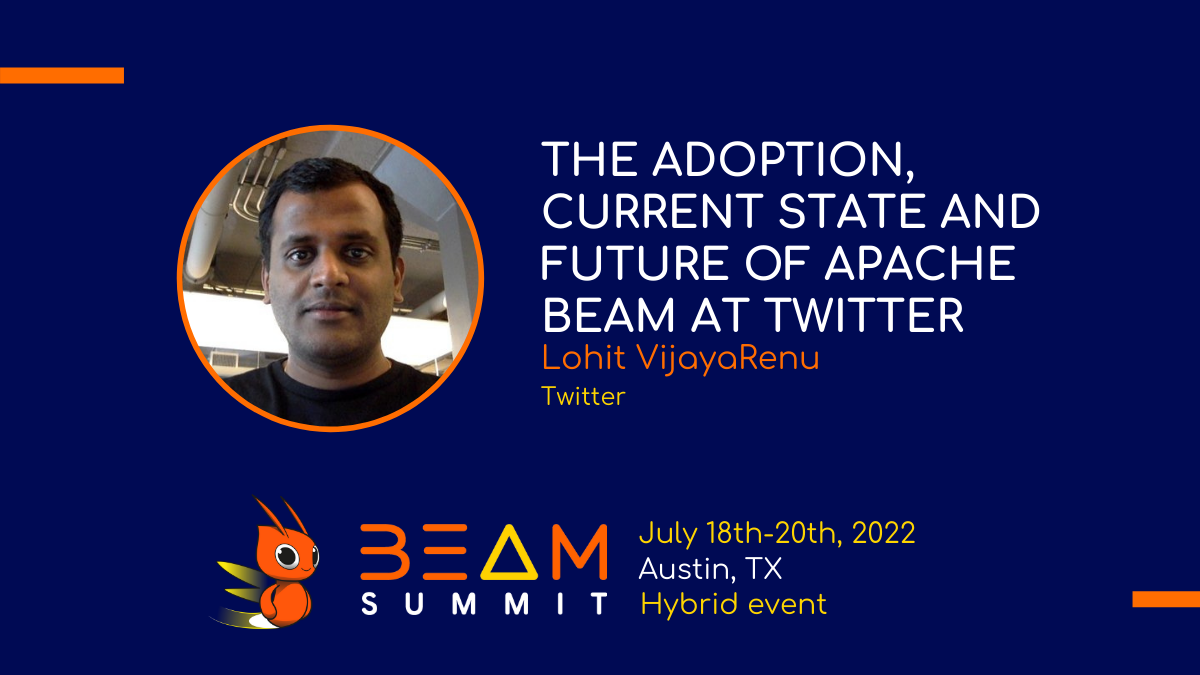 THE ADOPTION,
CURRENT STATE AND
FUTURE OF APACHE
BEAM AT TWITTER
Lohit VijayaRenu
Twitter
BEAM
SUMMIT
July 18th-20th, 2022
Austin, TX
Hybrid event